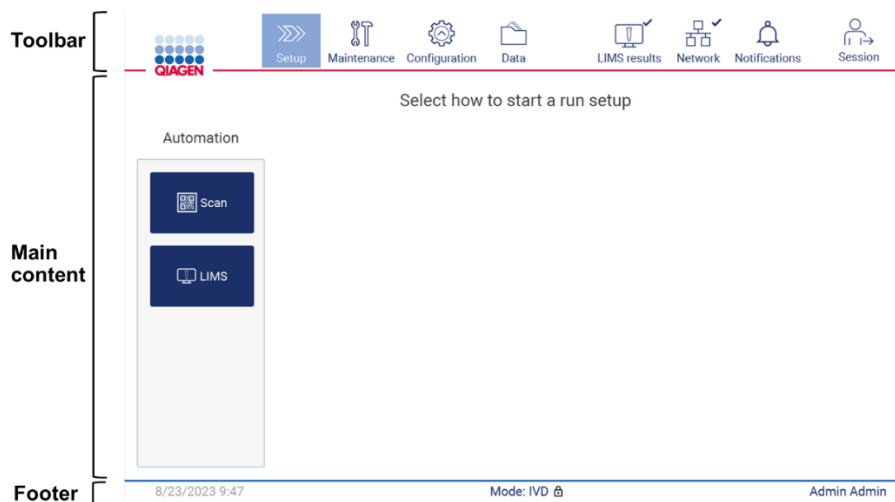 Toolbar
QIAGEN
Setup
Maintenance
Configuration
Data
LIMS results
Network
Notifications
Session
Select how to start a run setup
Automation
Scan
LIMS
Main
content
Footer
8/23/2023 9:47
Mode: IVD
Admin Admin